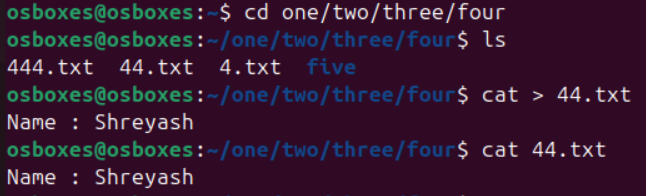 osboxes@osboxes:~$ cd one/two/three/four
osboxes@osboxes:~/one/two/three/four$ ls
444.txt  44.txt  4.txt  five
osboxes@osboxes:~/one/two/three/four$ cat > 44.txt
Name : Shreyash
osboxes@osboxes:~/one/two/three/four$ cat 44.txt
Name : Shreyash